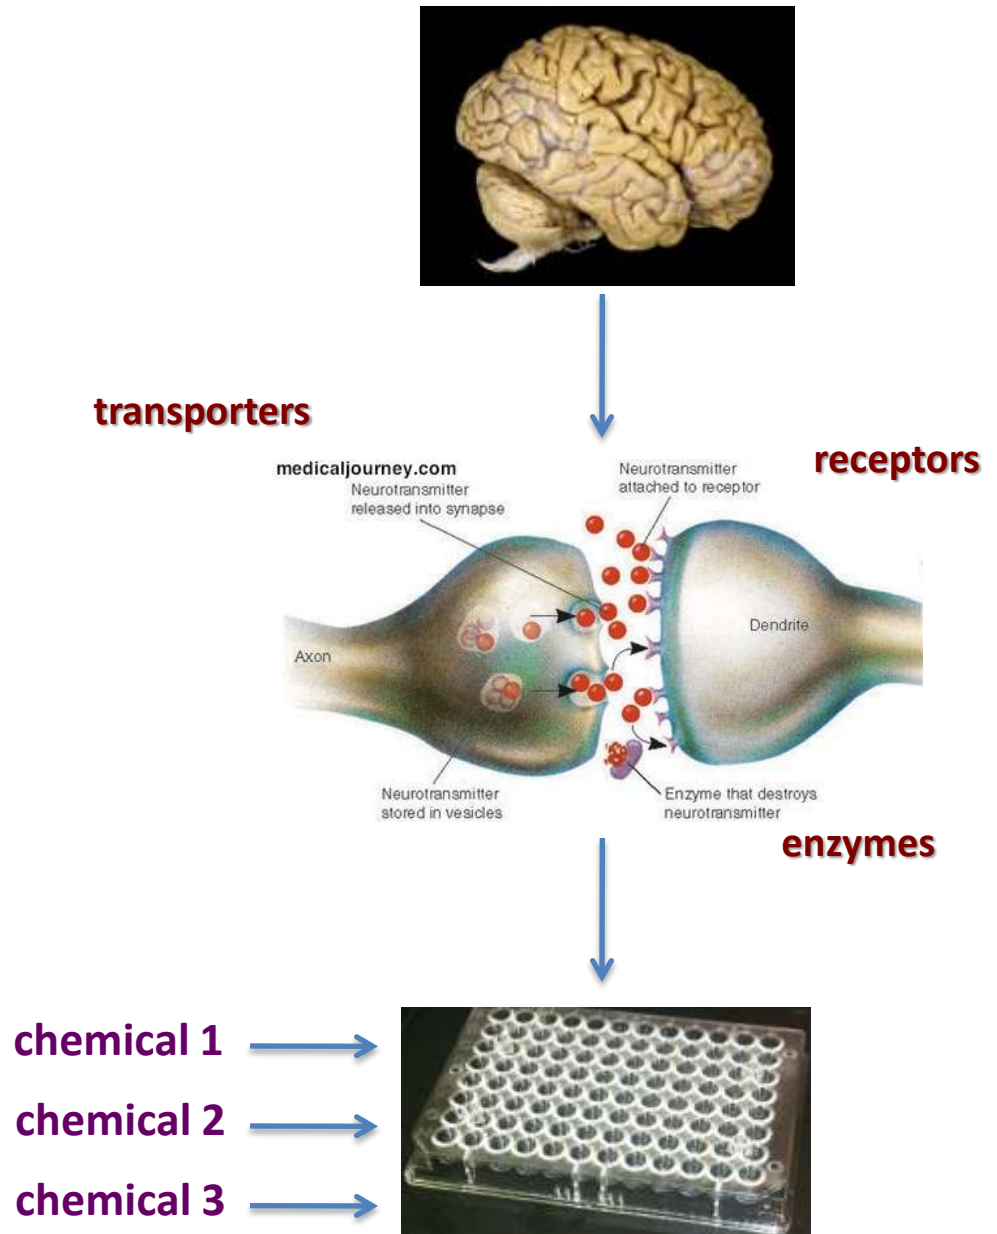 transporters
receptors
medicaljourney.com
Neurotransmitter
released into synapse
Neurotransmitter
attached to receptor
Axon
Dendrite
Neurotransmitter
stored in vesicles
Enzyme that destroys
neurotransmitter
enzymes
chemical 1
chemical 2
chemical 3